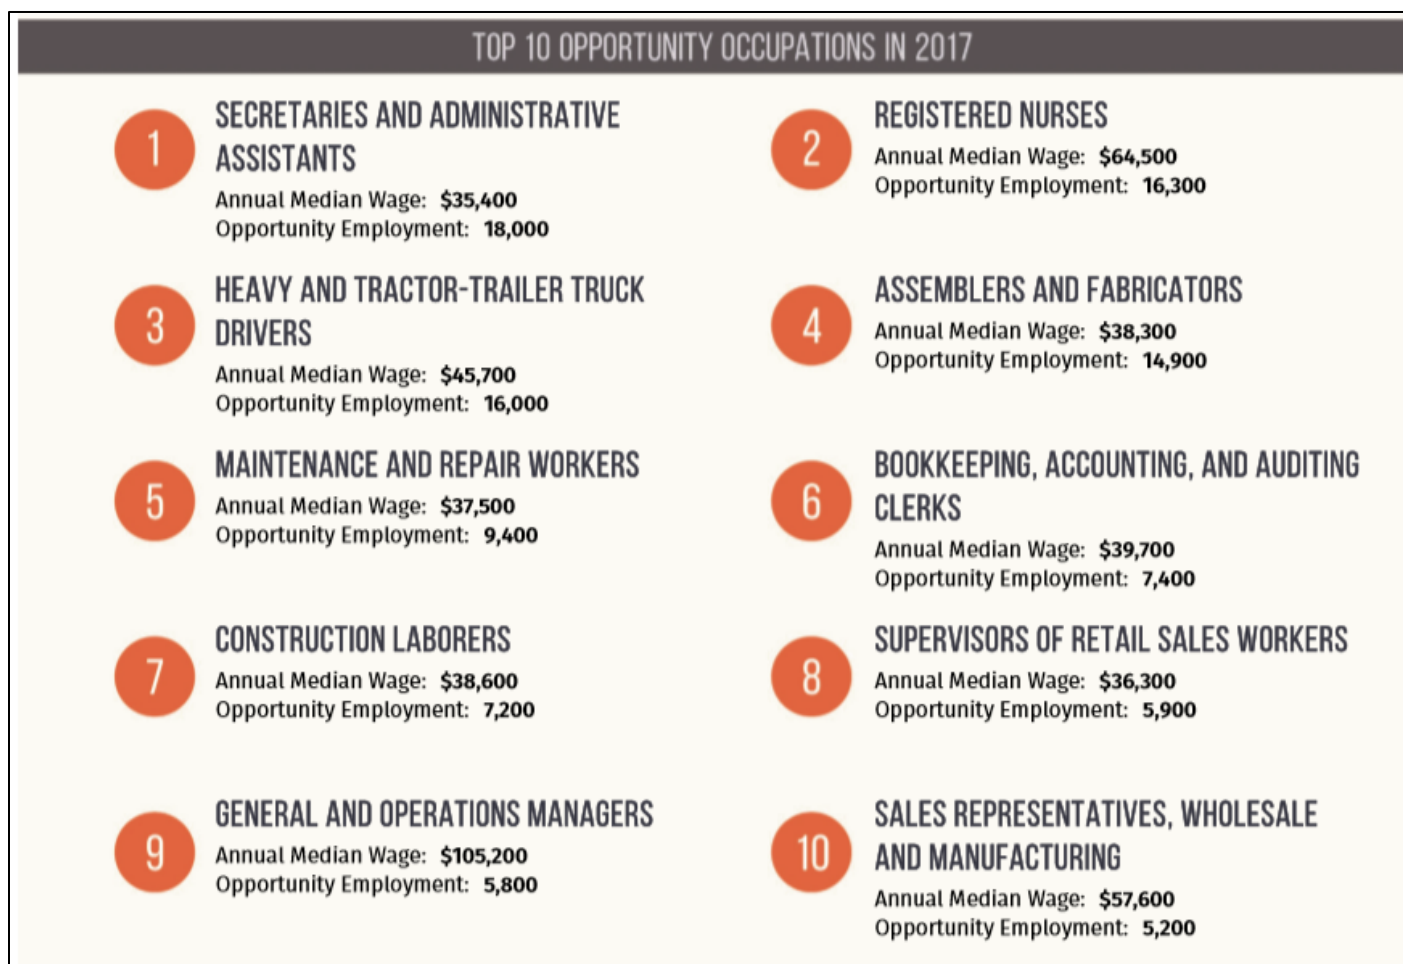 TOP 10 OPPORTUNITY OCCUPATIONS IN 2017
1
SECRETARIES AND ADMINISTRATIVE
ASSISTANTS
Annual Median Wage: $35,400
Opportunity Employment: 18,000
2
REGISTERED NURSES
Annual Median Wage: $64,500
Opportunity Employment: 16,300
3
HEAVY AND TRACTOR-TRAILER TRUCK
DRIVERS
Annual Median Wage: $45,700
Opportunity Employment: 16,000
4
ASSEMBLERS AND FABRICATORS
Annual Median Wage: $38,300
Opportunity Employment: 14,900
5
MAINTENANCE AND REPAIR WORKERS
Annual Median Wage: $37,500
Opportunity Employment: 9,400
6
BOOKKEEPING, ACCOUNTING, AND AUDITING
CLERKS
Annual Median Wage: $39,700
Opportunity Employment: 7,400
7
CONSTRUCTION LABORERS
Annual Median Wage: $38,600
Opportunity Employment: 7,200
8
SUPERVISORS OF RETAIL SALES WORKERS
Annual Median Wage: $36,300
Opportunity Employment: 5,900
9
GENERAL AND OPERATIONS MANAGERS
Annual Median Wage: $105,200
Opportunity Employment: 5,800
10
SALES REPRESENTATIVES, WHOLESALE
AND MANUFACTURING
Annual Median Wage: $57,600
Opportunity Employment: 5,200